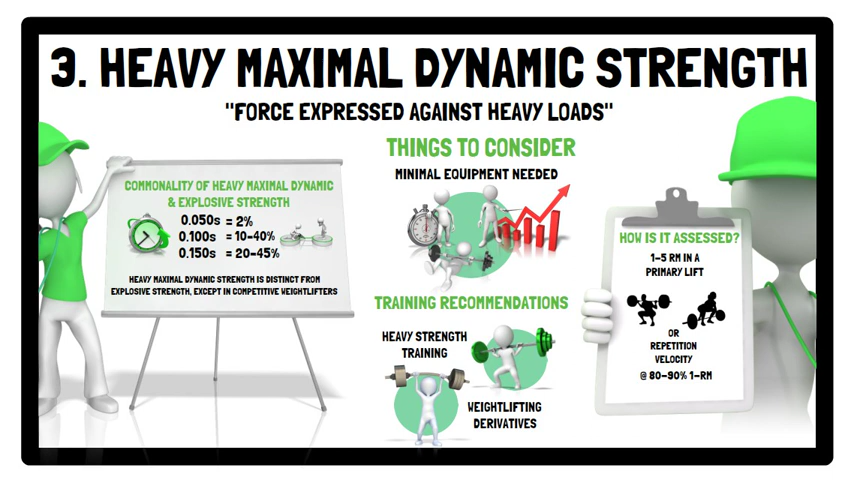 3. HEAVY MAXIMAL DYNAMIC STRENGTH
"FORCE EXPRESSED AGAINST HEAVY LOADS"
COMMONALITY OF HEAVY MAXIMAL DYNAMIC
& EXPLOSIVE STRENGTH
0.050s = 2%
0.100s = 10-40%
0.150s = 20-45%
HEAVY MAXIMAL DYNAMIC STRENGTH IS DISTINCT FROM
EXPLOSIVE STRENGTH, EXCEPT IN COMPETITIVE WEIGHTLIFTERS
THINGS TO CONSIDER
MINIMAL EQUIPMENT NEEDED
TRAINING RECOMMENDATIONS
HEAVY STRENGTH
TRAINING
WEIGHTLIFTING
DERIVATIVES
HOW IS IT ASSESSED?
1-5 RM IN A
PRIMARY LIFT
OR
REPETITION
VELOCITY
@ 80-90% 1-RM